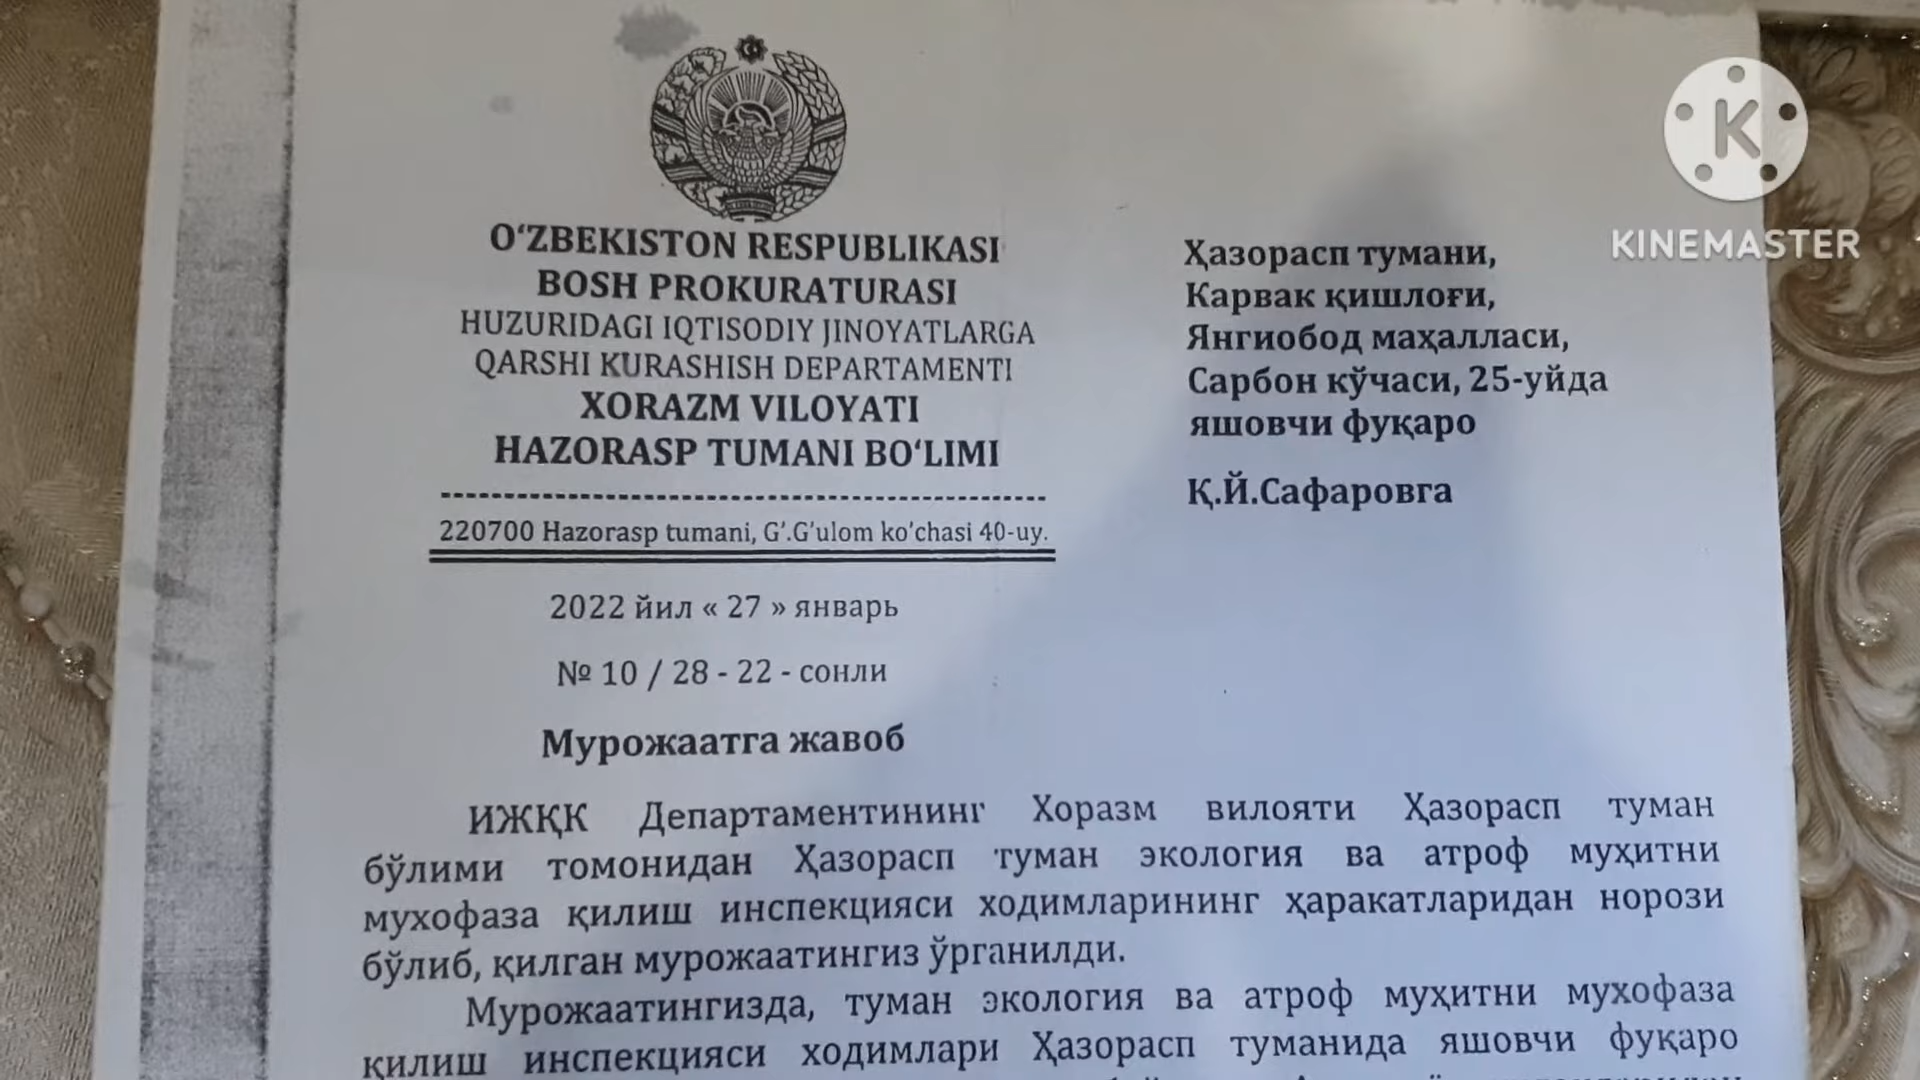 O‘ZBEKISTON RESPUBLIKASI
BOSH PROKURATURASI
HUZURIDAGI IQTISODIY JINOYATLARGA
QARSHI KURASHISH DEPARTAMENTI
XORAZM VILOYATI
HAZORASP TUMANI BO‘LIMI
220700 Hazorasp tumani, G’.G’ulom ko’chasi 40-uy.
2022 йил « 27 » январь
№ 10 / 28 - 22 - сонли
Ҳазорасп тумани,
Карвак қишлоғи,
Янгиобод маҳалласи,
Сарбон кўчаси, 25-уйда
яшовчи фуқаро
Қ.Й.Сафаровга
Мурожаатга жавоб
ИЖҚК Департаментининг Хоразм вилояти Ҳазорасп туман
бўлими томонидан Ҳазорасп туман экология ва атроф муҳитни
мухофаза қилиш инспекцияси ходимларининг ҳаракатларидан норози
бўлиб, қилган мурожаатингиз ўрганилди.
Мурожаатингизда, туман экология ва атроф муҳитни мухофаза
қилиш инспекцияси ходимлари Ҳазорасп туманида яшовчи фуқаро
K
KINEMASTER